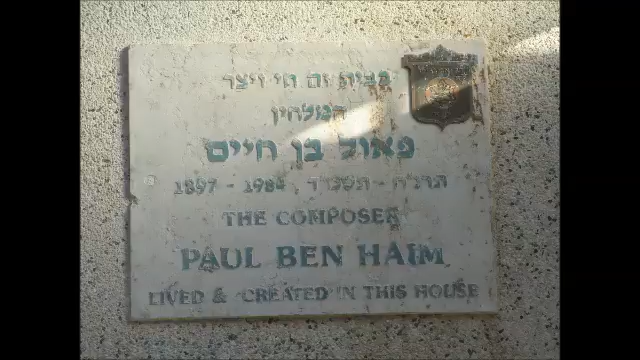 בבית זה חי ויצר
המלחין
פאול בן חיים
1897 - 1984 , תרנ"ח - תשמ"ד
THE COMPOSER
PAUL BEN HAIM
LIVED & CREATED IN THIS HOUSE